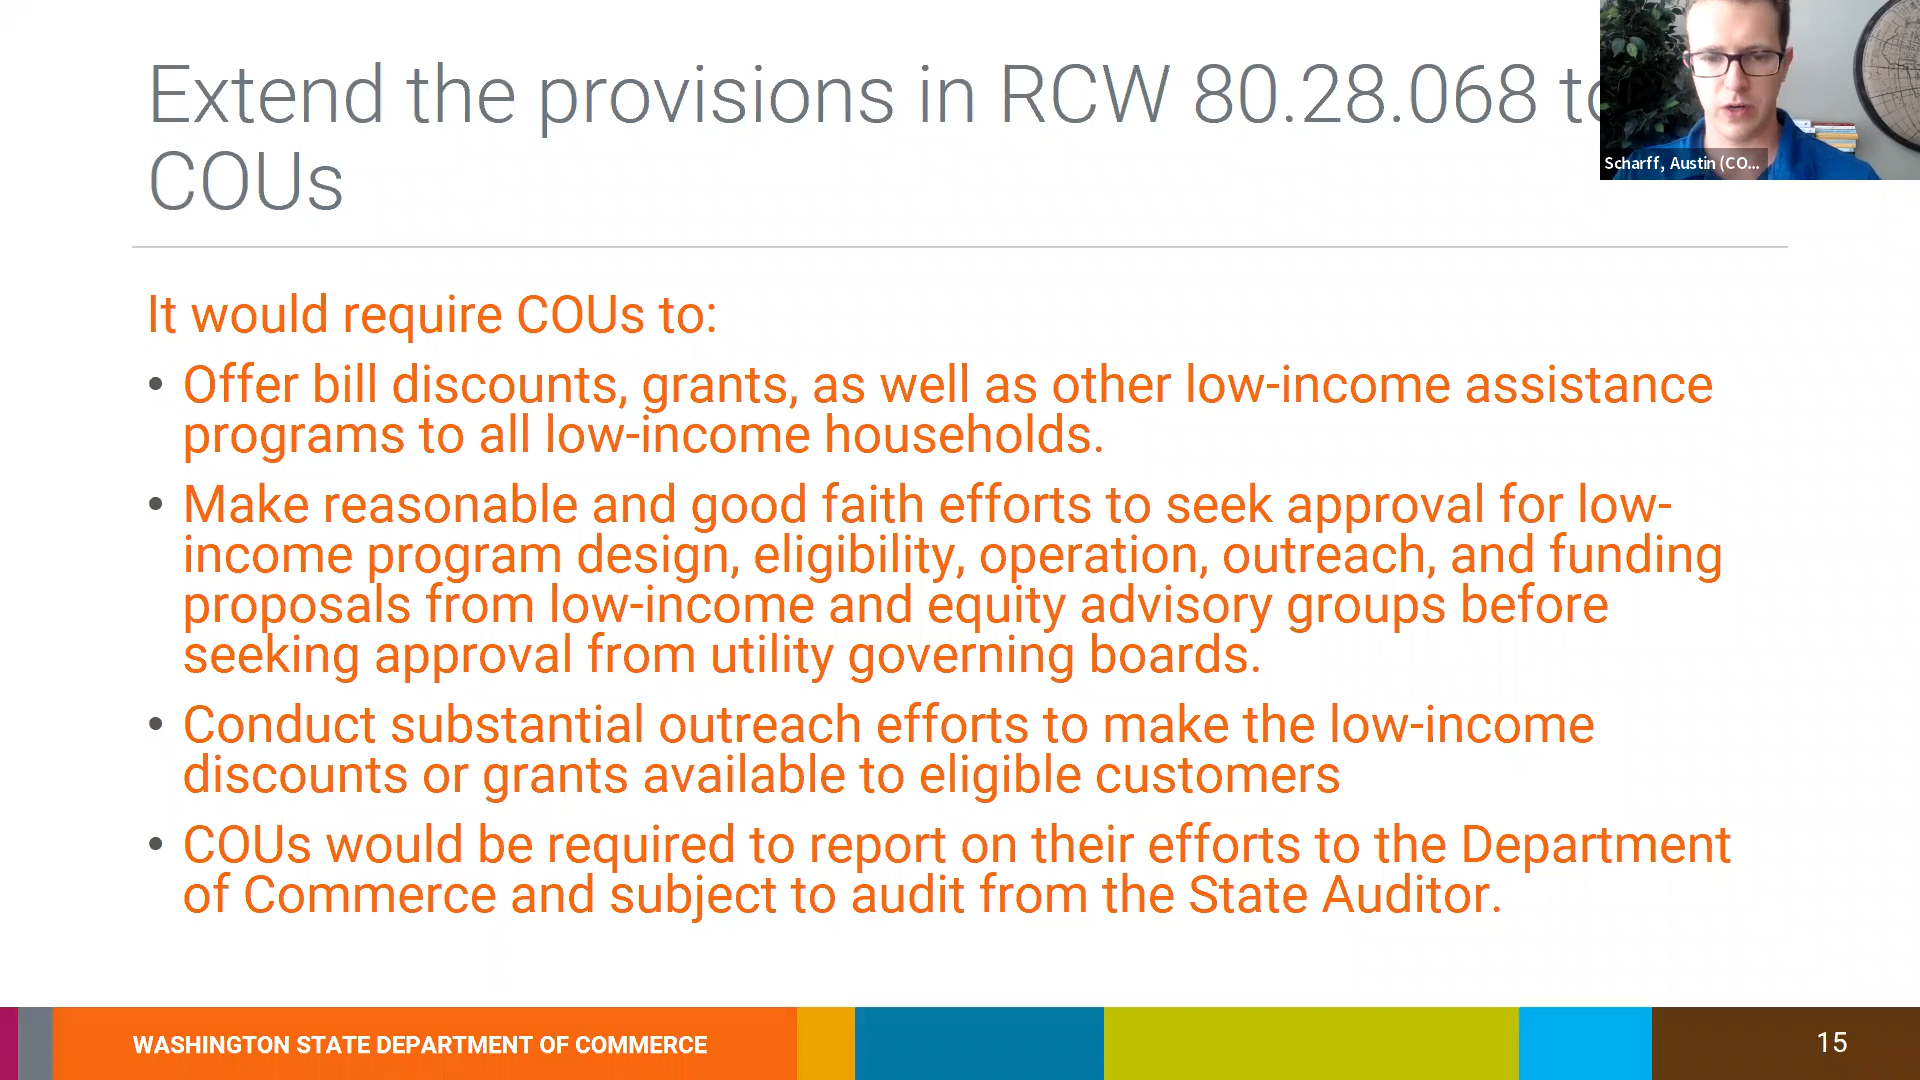 Extend the provisions in RCW 80.28.068 to
COUs
Scharff, Austin (CO...
It would require COUs to:
• Offer bill discounts, grants, as well as other low-income assistance
programs to all low-income households.
• Make reasonable and good faith efforts to seek approval for low-
income program design, eligibility, operation, outreach, and funding
proposals from low-income and equity advisory groups before
seeking approval from utility governing boards.
• Conduct substantial outreach efforts to make the low-income
discounts or grants available to eligible customers
• COUs would be required to report on their efforts to the Department
of Commerce and subject to audit from the State Auditor.
WASHINGTON STATE DEPARTMENT OF COMMERCE
15